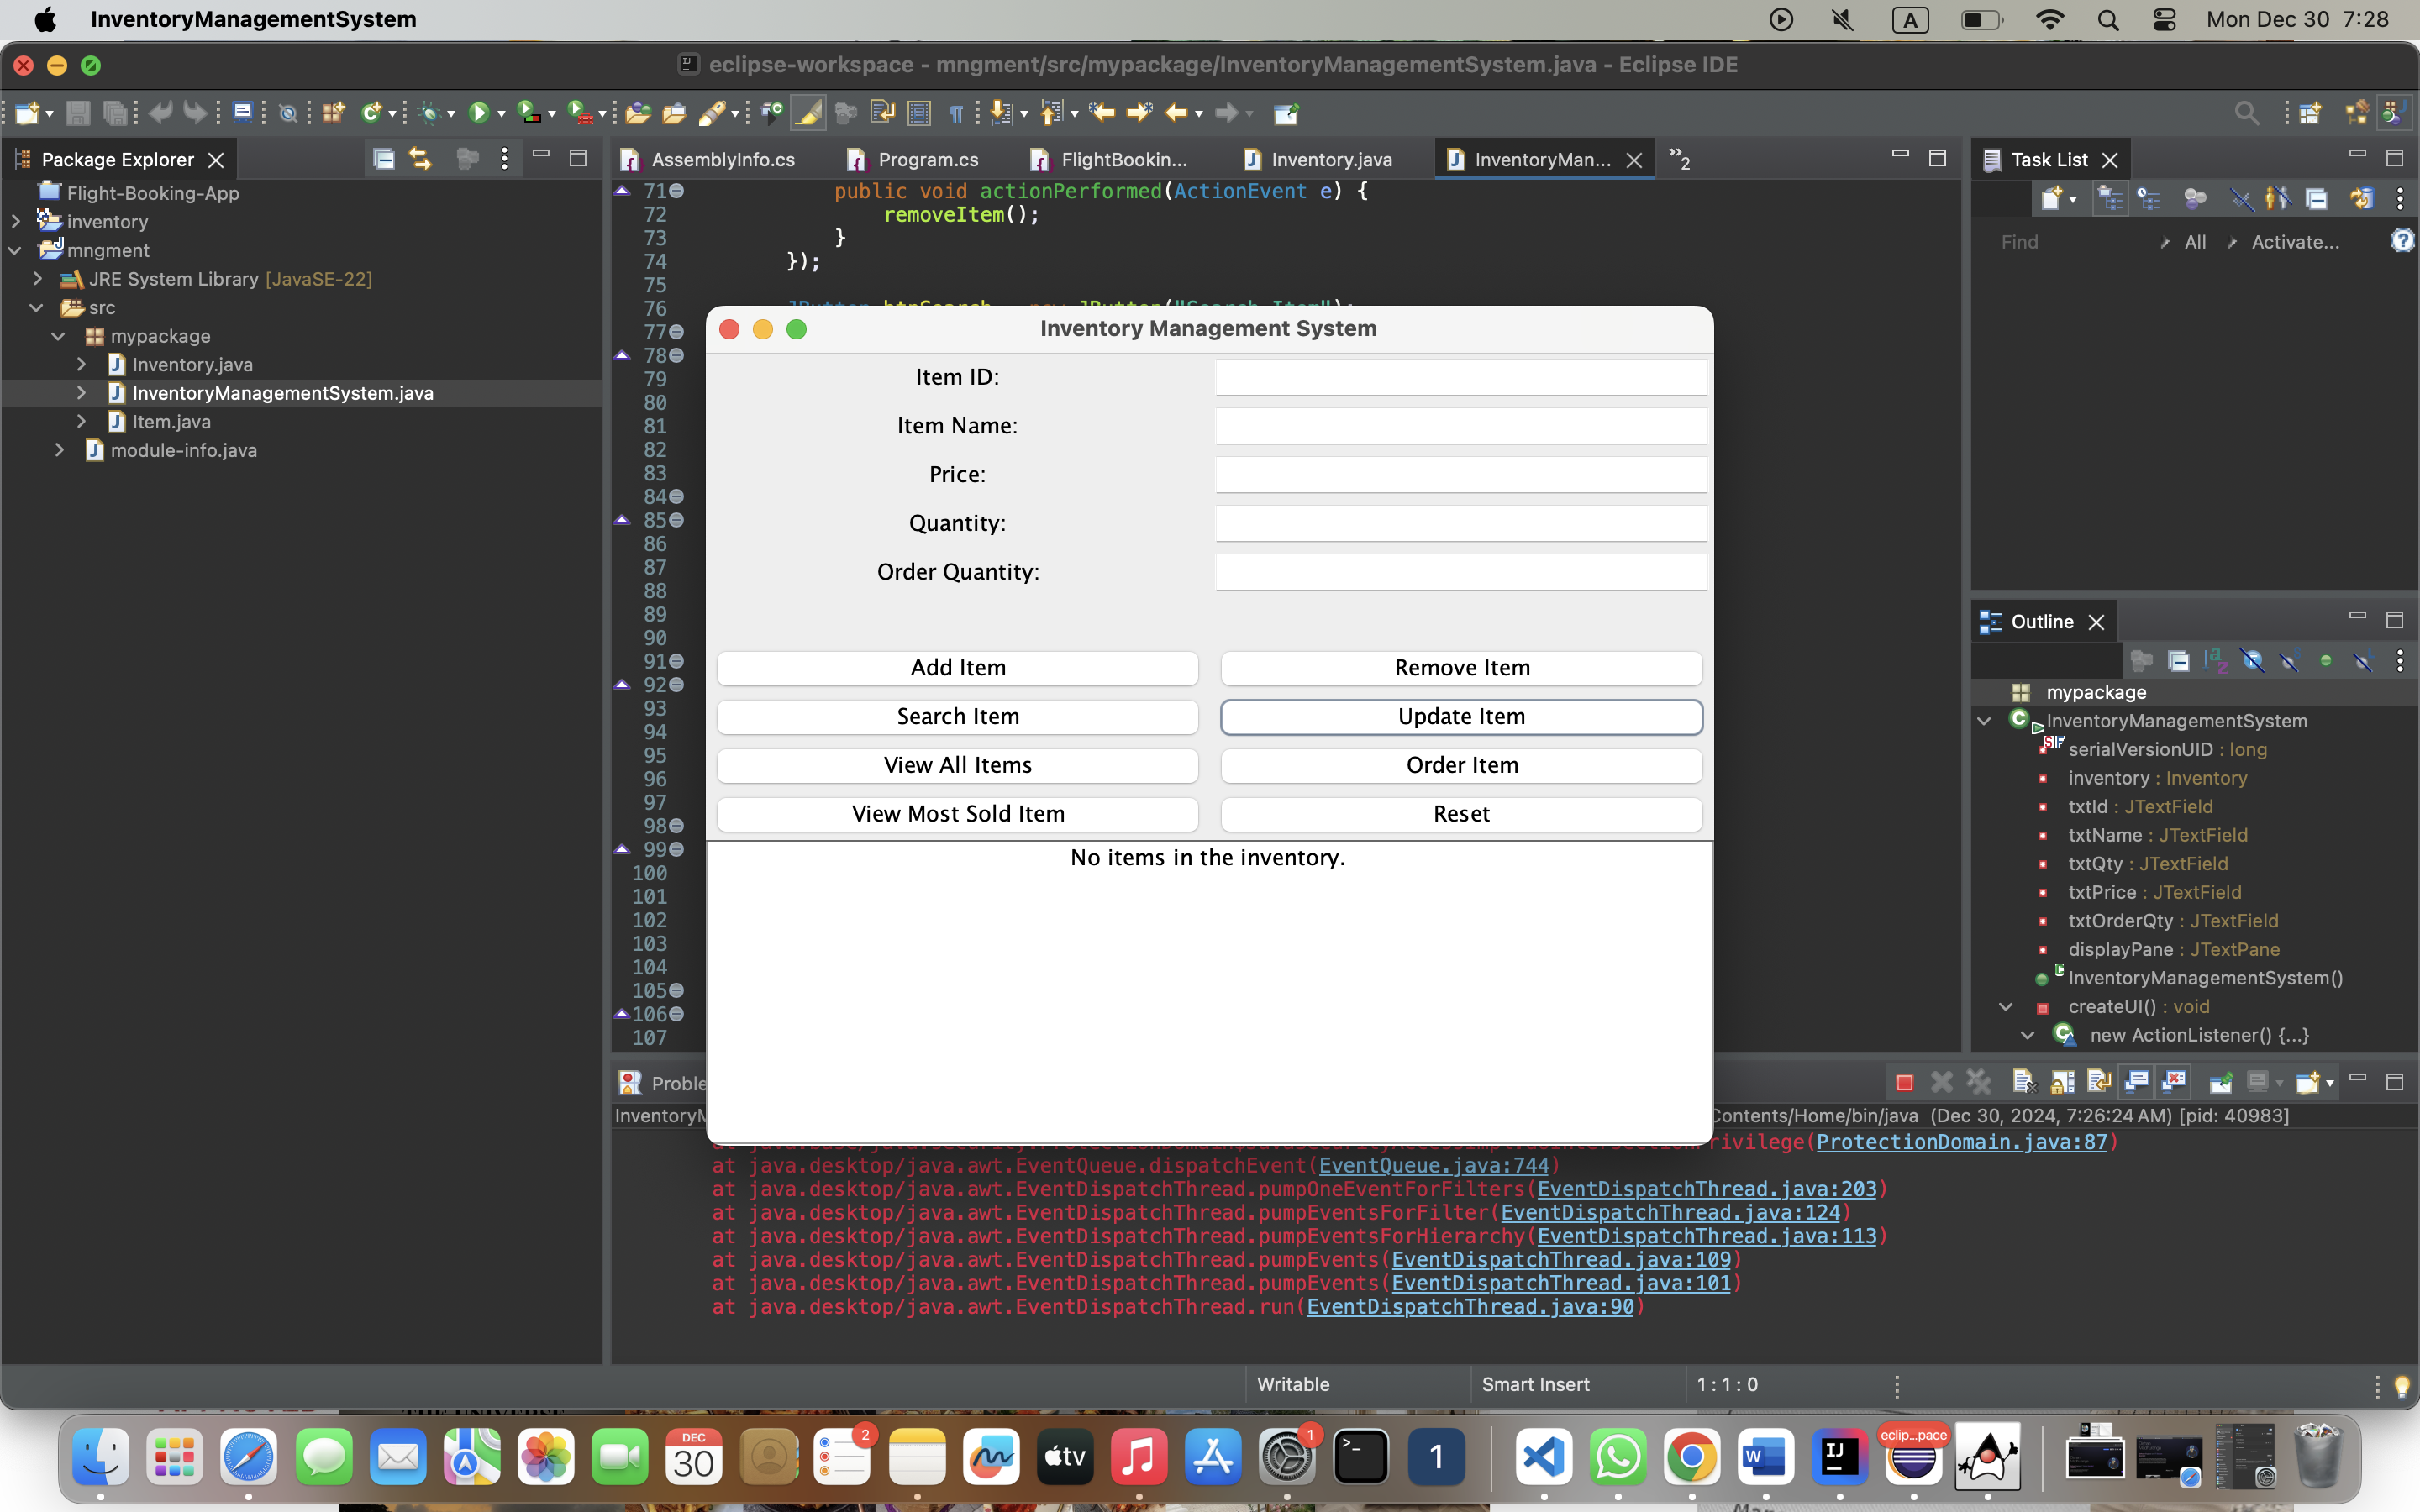 InventoryManagementSystem
A
Mon Dec 30 7:28
eclipse-workspace - mngment/src/mypackage/InventoryManagementSystem.java - Eclipse IDE
Package Explorer
Flight-Booking-App
inventory
mngment
JRE System Library [JavaSE-22]
src
mypackage
Inventory.java
InventoryManagementSystem.java
Item.java
module-info.java
AssemblyInfo.cs
Program.cs
FlightBookin...
Inventory.java
InventoryMan...
»2
71 public void actionPerformed(ActionEvent e) {
72 removeItem();
73 }
74 });
75
76 JButton btnSearch = new JButton("Search Item");
77
78
79
80
81
82
83
84
85
86
87
88
89
90
91
92
93
94
95
96
97
98
99
100
101
102
103
104
105
106
107
Inventory Management System
Item ID:
Item Name:
Price:
Quantity:
Order Quantity:
Add Item
Remove Item
Search Item
Update Item
View All Items
Order Item
View Most Sold Item
Reset
No items in the inventory.
Task List
Find
All
Activate...
Outline
mypackage
InventoryManagementSystem
serialVersionUID : long
inventory : Inventory
txtId : JTextField
txtName : JTextField
txtQty : JTextField
txtPrice : JTextField
txtOrderQty : JTextField
displayPane : JTextPane
InventoryManagementSystem()
createUI() : void
new ActionListener() {...}
Proble
InventoryM
Contents/Home/bin/java (Dec 30, 2024, 7:26:24 AM) [pid: 40983]
rivilege(ProtectionDomain.java:87)
at java.desktop/java.awt.EventQueue.dispatchEvent(EventQueue.java:744)
at java.desktop/java.awt.EventDispatchThread.pumpOneEventForFilters(EventDispatchThread.java:203)
at java.desktop/java.awt.EventDispatchThread.pumpEventsForFilter(EventDispatchThread.java:124)
at java.desktop/java.awt.EventDispatchThread.pumpEventsForHierarchy(EventDispatchThread.java:113)
at java.desktop/java.awt.EventDispatchThread.pumpEvents(EventDispatchThread.java:109)
at java.desktop/java.awt.EventDispatchThread.pumpEvents(EventDispatchThread.java:101)
at java.desktop/java.awt.EventDispatchThread.run(EventDispatchThread.java:90)
Writable
Smart Insert
1 : 1 : 0
DEC
30
2
tv
1
1
W
IJ
eclip...pace